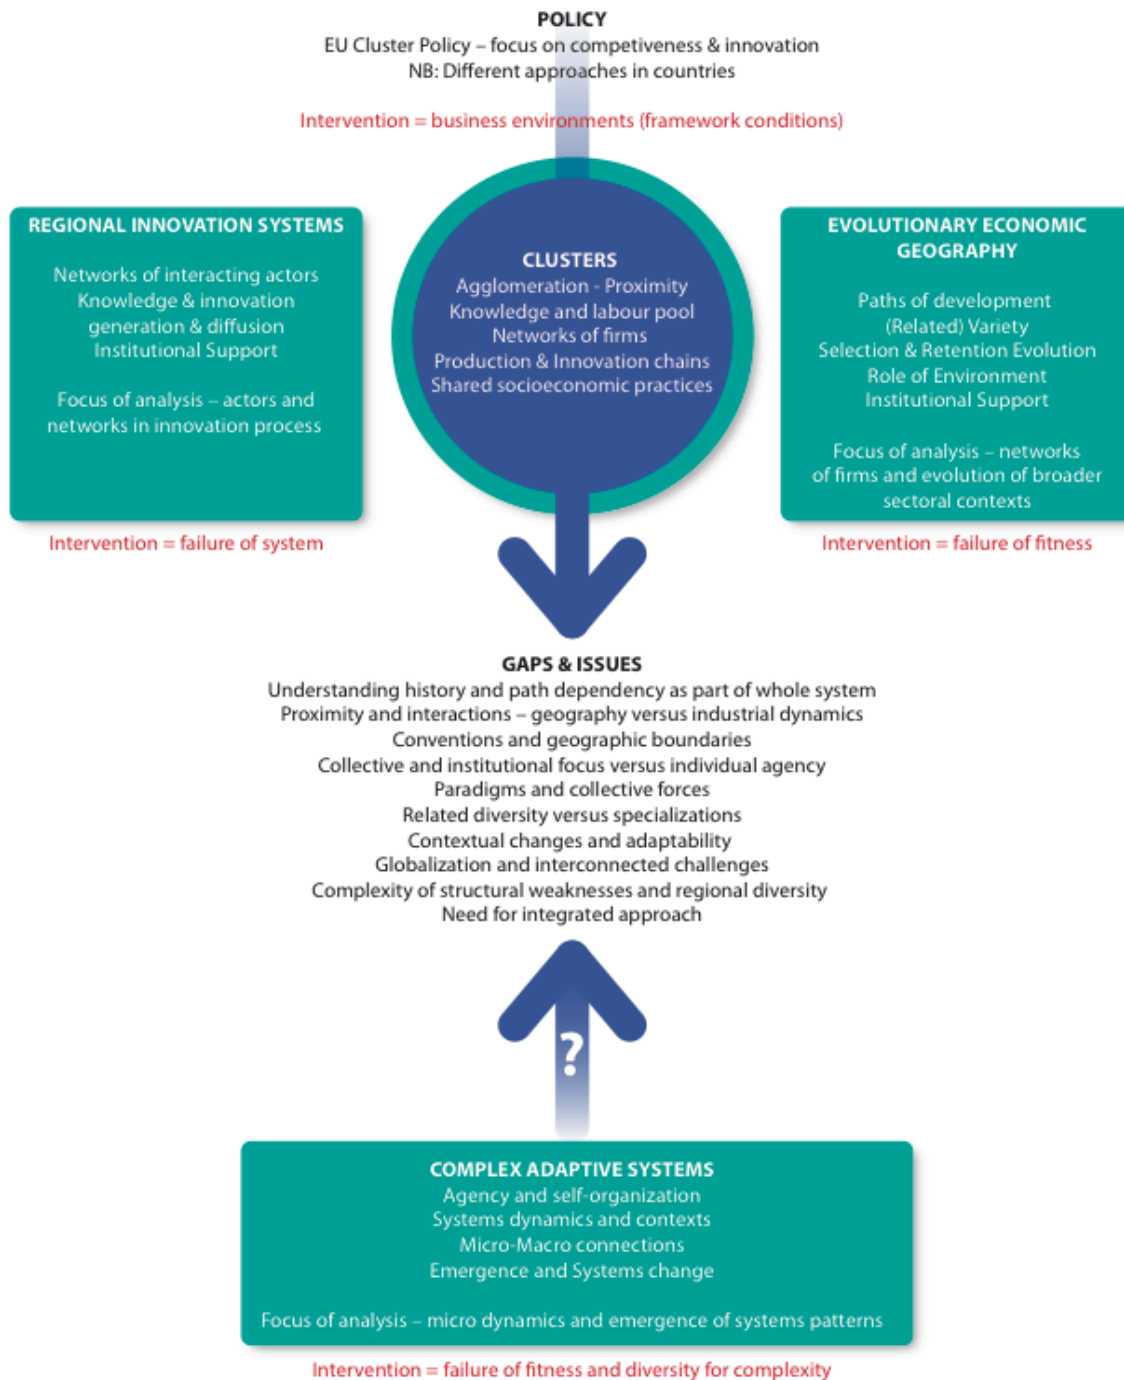 POLICY
EU Cluster Policy – focus on competiveness & innovation
NB: Different approaches in countries
Intervention = business environments (framework conditions)
REGIONAL INNOVATION SYSTEMS
Networks of interacting actors
Knowledge & innovation
generation & diffusion
Institutional Support
Focus of analysis – actors and
networks in innovation process
Intervention = failure of system
CLUSTERS
Agglomeration - Proximity
Knowledge and labour pool
Networks of firms
Production & Innovation chains
Shared socioeconomic practices
EVOLUTIONARY ECONOMIC
GEOGRAPHY
Paths of development
(Related) Variety
Selection & Retention Evolution
Role of Environment
Institutional Support
Focus of analysis – networks
of firms and evolution of broader
sectoral contexts
Intervention = failure of fitness
GAPS & ISSUES
Understanding history and path dependency as part of whole system
Proximity and interactions – geography versus industrial dynamics
Conventions and geographic boundaries
Collective and institutional focus versus individual agency
Paradigms and collective forces
Related diversity versus specializations
Contextual changes and adaptability
Globalization and interconnected challenges
Complexity of structural weaknesses and regional diversity
Need for integrated approach
?
COMPLEX ADAPTIVE SYSTEMS
Agency and self-organization
Systems dynamics and contexts
Micro-Macro connections
Emergence and Systems change
Focus of analysis – micro dynamics and emergence of systems patterns
Intervention = failure of fitness and diversity for complexity